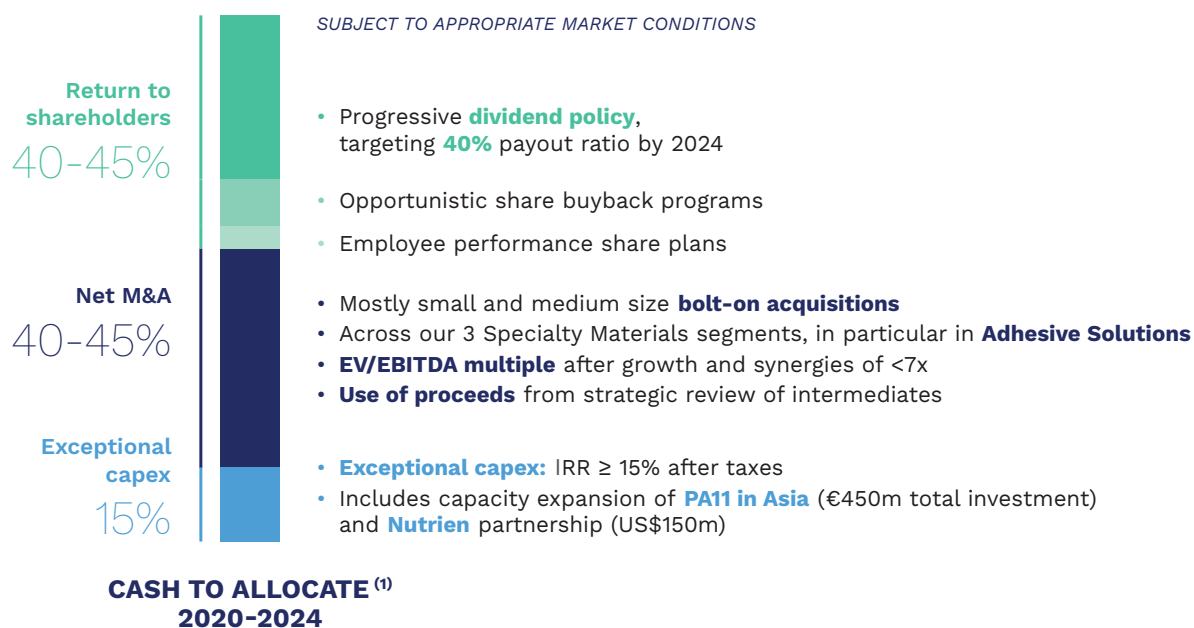 SUBJECT TO APPROPRIATE MARKET CONDITIONS
Return to
shareholders
40-45%
• Progressive dividend policy,
targeting 40% payout ratio by 2024
• Opportunistic share buyback programs
• Employee performance share plans
Net M&A
40-45%
• Mostly small and medium size bolt-on acquisitions
• Across our 3 Specialty Materials segments, in particular in Adhesive Solutions
• EV/EBITDA multiple after growth and synergies of <7x
• Use of proceeds from strategic review of intermediates
Exceptional
capex
15%
• Exceptional capex: IRR ≥ 15% after taxes
• Includes capacity expansion of PA11 in Asia (€450m total investment)
and Nutrien partnership (US$150m)
CASH TO ALLOCATE (1)
2020-2024